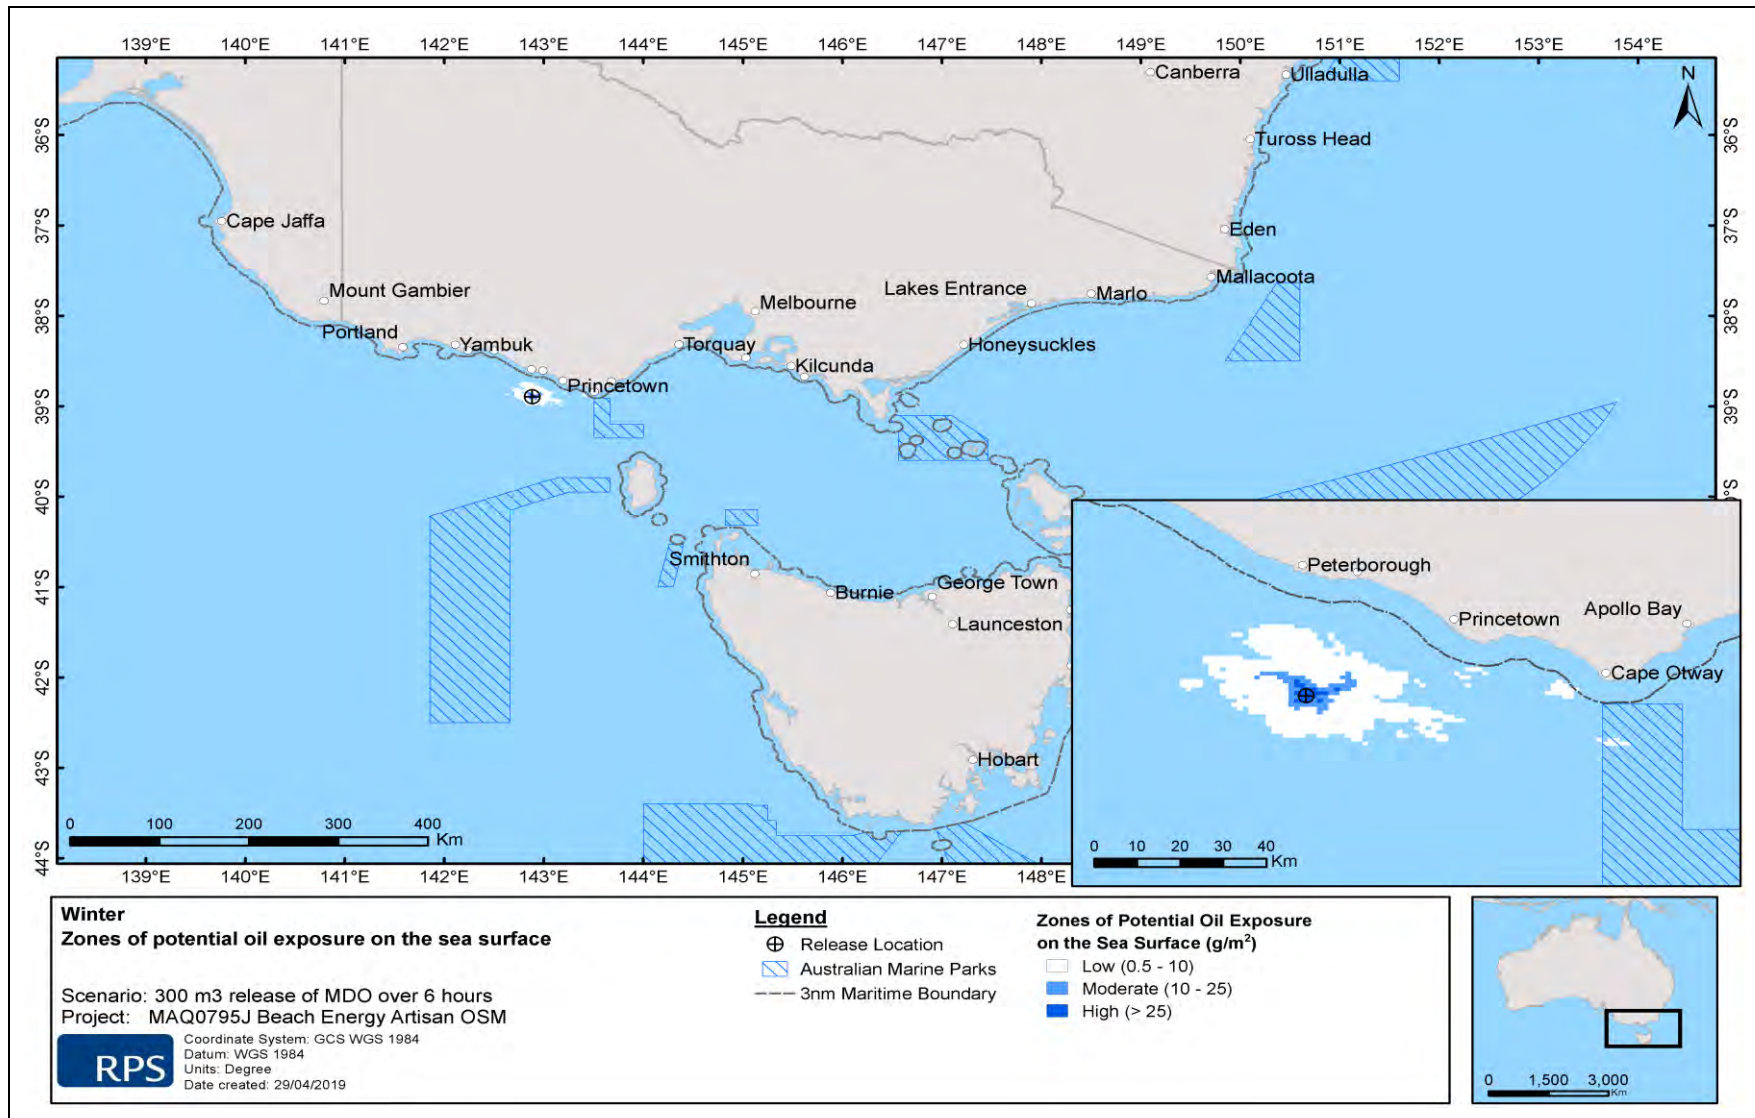 139°E 140°E 141°E 142°E 143°E 144°E 145°E 146°E 147°E 148°E 149°E 150°E 151°E 152°E 153°E 154°E
N
Canberra
Ulladulla
36°S
36°S
Tuross Head
37°S
37°S
Cape Jaffa
Eden
Mallacoota
Mount Gambier
Lakes Entrance
Marlo
Melbourne
38°S
38°S
Portland
Yambuk
Torquay
Honeysuckles
Kilcunda
Princetown
39°S
39°S
40°S
Peterborough
Smithton
41°S
George Town
Burnie
Princetown
Apollo Bay
Launceston
42°S
Cape Otway
43°S
Hobart
0 100 200 300 400
Km
0 10 20 30 40
Km
44°S
139°E 140°E 141°E 142°E 143°E 144°E 145°E 146°E 147°E 148°E
Winter
Zones of potential oil exposure on the sea surface
Scenario: 300 m3 release of MDO over 6 hours
Project: MAQ0795J Beach Energy Artisan OSM
RPS
Coordinate System: GCS WGS 1984
Datum: WGS 1984
Units: Degree
Date created: 29/04/2019
Legend
Release Location
Australian Marine Parks
3nm Maritime Boundary
Zones of Potential Oil Exposure
on the Sea Surface (g/m²)
Low (0.5 - 10)
Moderate (10 - 25)
High (> 25)
0 1,500 3,000
Km